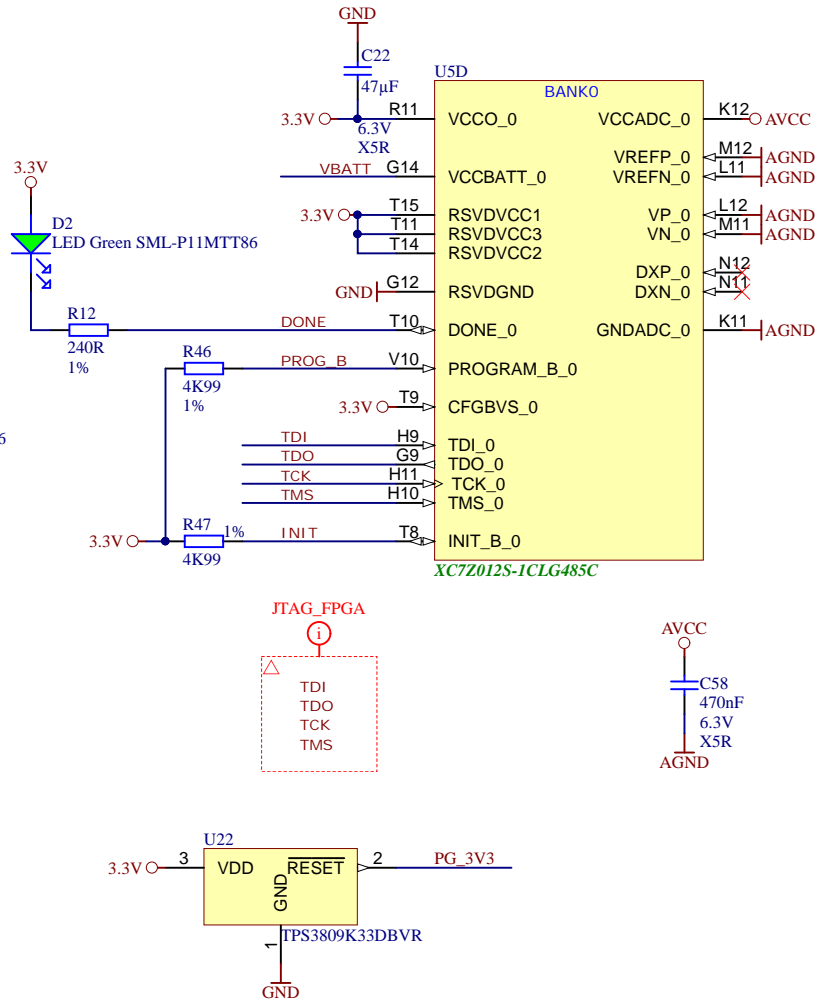 GND
C22
47µF
6.3V
X5R
3.3V
R11
U5D
BANK0
VCCO_0
VCCADC_0
K12
AVCC
VREFP_0
M12
AGND
VBATT
G14
VCCBATT_0
VREFN_0
L11
AGND
3.3V
D2
LED Green SML-P11MTT86
3.3V
T15
RSVDVCC1
VP_0
L12
AGND
T11
RSVDVCC3
VN_0
M11
AGND
T14
RSVDVCC2
DXP_0
N12
GND
G12
RSVDGND
DXN_0
N11
R12
240R
1%
DONE
T10
DONE_0
GNDADC_0
K11
AGND
R46
4K99
1%
PROG_B
V10
PROGRAM_B_0
3.3V
T9
CFGBVS_0
6
TDI
H9
TDI_0
TDO
G9
TDO_0
TCK
H11
TCK_0
TMS
H10
TMS_0
3.3V
R47
1%
4K99
INIT
T8
INIT_B_0
XC7Z012S-1CLG485C
JTAG_FPGA
i
TDI
TDO
TCK
TMS
AVCC
C58
470nF
6.3V
X5R
AGND
U22
3.3V
3
VDD
RESET
2
PG_3V3
GND
1
TPS3809K33DBVR
GND